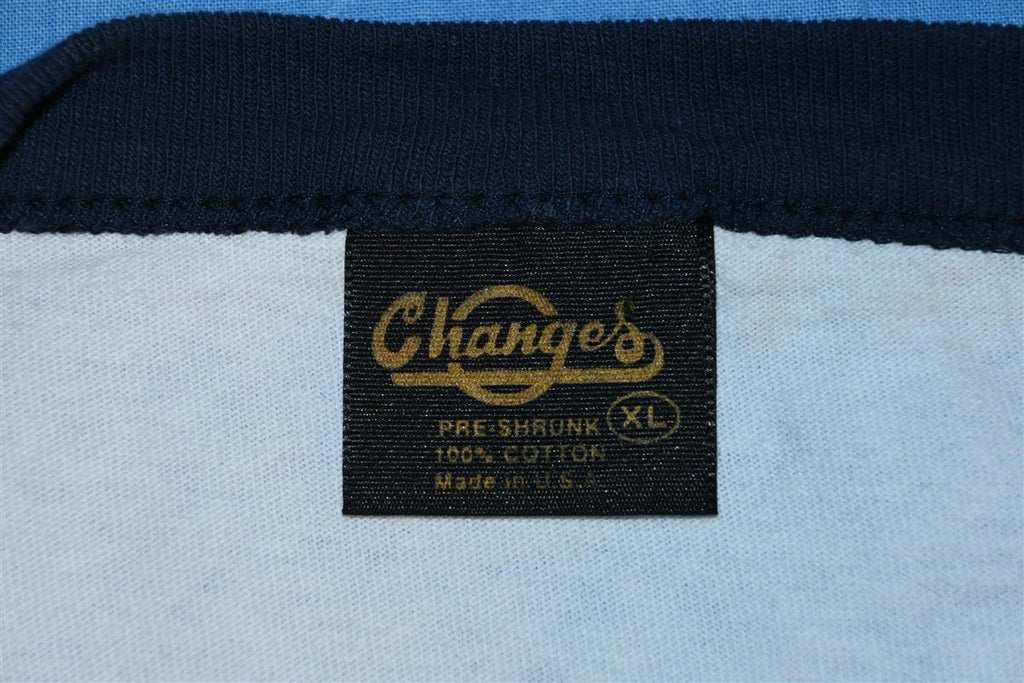 Changes
PRE-SHRUNK XL
100% COTTON
Made in U.S.A